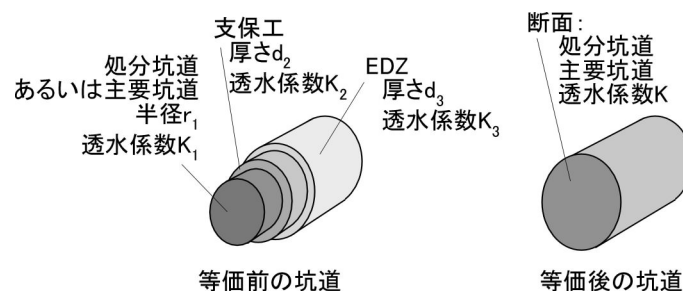 支保工
厚さd2
透水係数K2
処分坑道
あるいは主要坑道
半径r1
透水係数K1
EDZ
厚さd3
透水係数K3
等価前の坑道
断面：
処分坑道
主要坑道
透水係数K
等価後の坑道